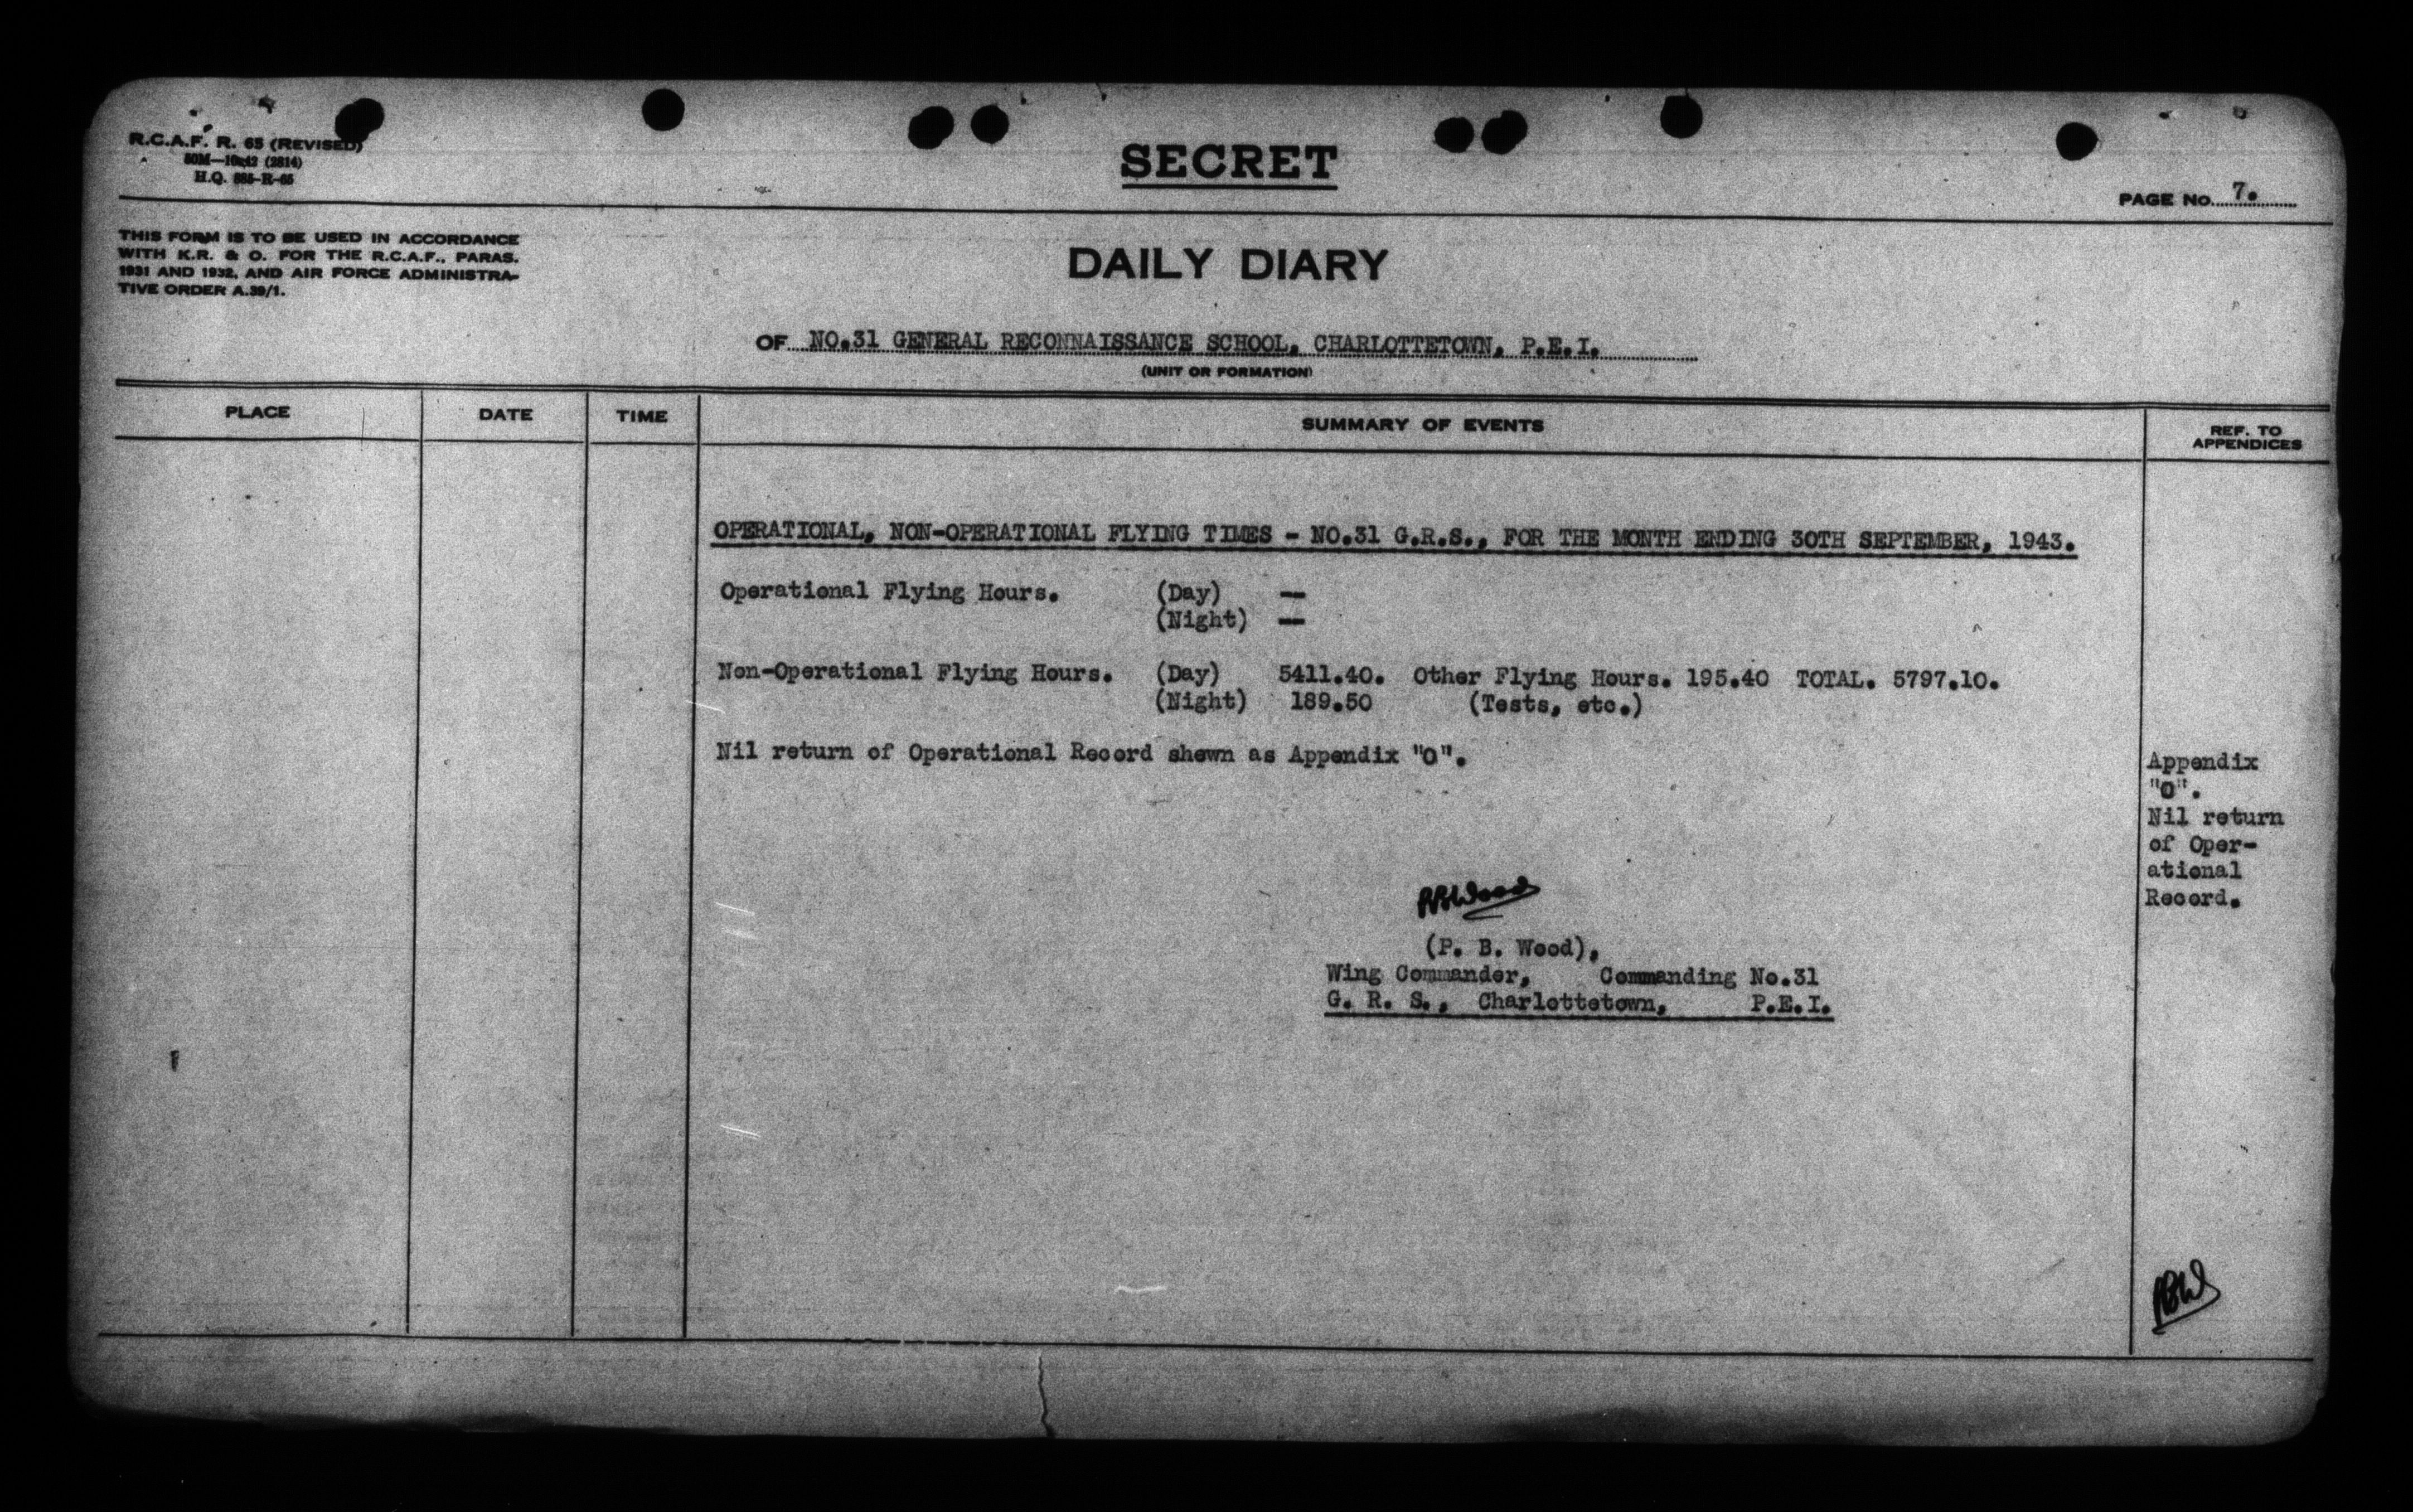 R.C.A.F. R. 65 (REVISED)
H.Q. 885-R-65
SECRET
PAGE No. 7.
THIS FORM IS TO BE USED IN ACCORDANCE
WITH K.R. & O. FOR THE R.C.A.F., PARAS.
1931 AND 1932, AND AIR FORCE ADMINISTRA-
TIVE ORDER A.39/1.
DAILY DIARY
OF NO.31 GENERAL RECONNAISSANCE SCHOOL, CHARLOTTETOWN, P.E.I.
(UNIT OR FORMATION)
PLACE DATE TIME SUMMARY OF EVENTS REF. TO
APPENDICES
OPERATIONAL, NON-OPERATIONAL FLYING TIMES - NO.31 G.R.S., FOR THE MONTH ENDING 30TH SEPTEMBER, 1943.
Operational Flying Hours. (Day) —
(Night) —
Non-Operational Flying Hours. (Day) 5411.40. Other Flying Hours. 195.40 TOTAL. 5797.10.
(Night) 189.50 (Tests, etc.)
Nil return of Operational Record shewn as Appendix "O".
Appendix
"O".
Nil return
of Oper-
ational
Record.
PBWood
(P. B. Wood),
Wing Commander, Commanding No.31
G. R. S., Charlottetown, P.E.I.
PBW